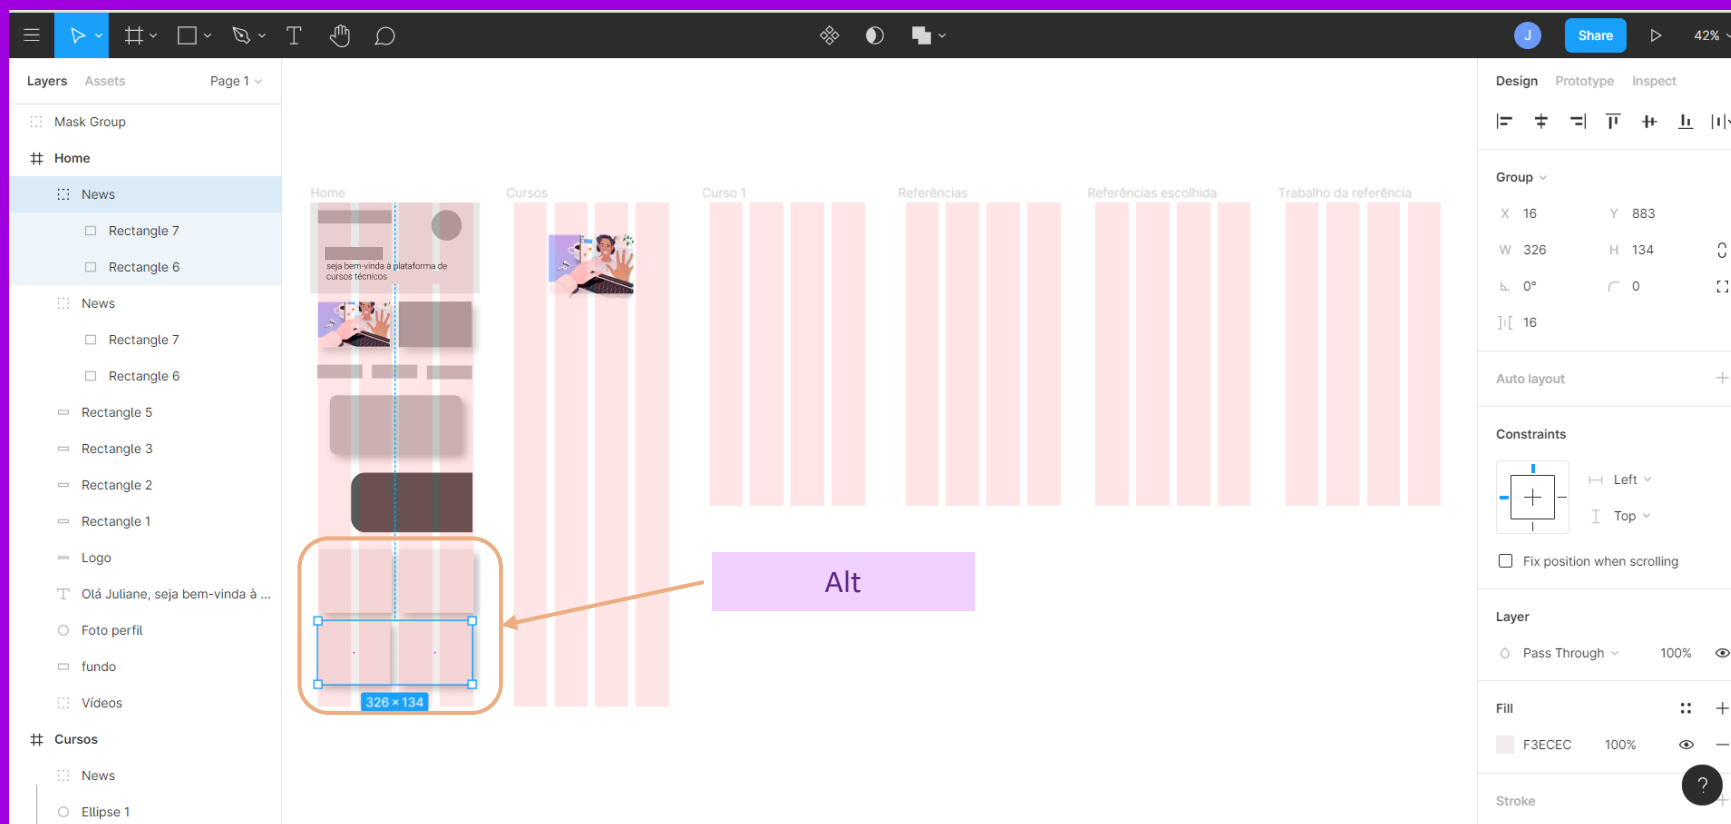 J
Share
42%
Layers
Assets
Page 1
Design
Prototype
Inspect
Mask Group
Home
News
Rectangle 7
Rectangle 6
News
Rectangle 7
Rectangle 6
Rectangle 5
Rectangle 3
Rectangle 2
Rectangle 1
Logo
Olá Juliane, seja bem-vinda à ...
Foto perfil
fundo
Vídeos
Cursos
News
Ellipse 1
Home
Cursos
Curso 1
Referências
Referências escolhida
Trabalho da referência
seja bem-vinda à plataforma de
cursos técnicos
Alt
326 × 134
Group
X 16
Y 883
W 326
H 134
0°
0
16
Auto layout
Constraints
Left
Top
Fix position when scrolling
Layer
Pass Through
100%
Fill
F3ECEC
100%
?
Stroke